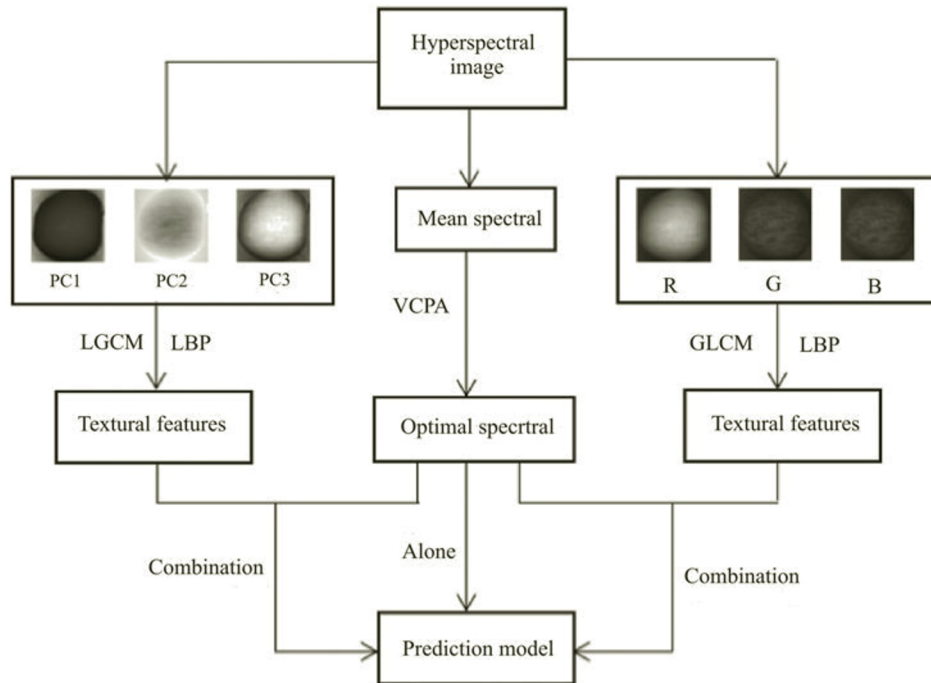 Hyperspectral
image
PC1 PC2 PC3
Mean spectral
R G B
VCPA
LGCM LBP
GLCM LBP
Textural features
Optimal specrtral
Textural features
Combination
Alone
Combination
Prediction model